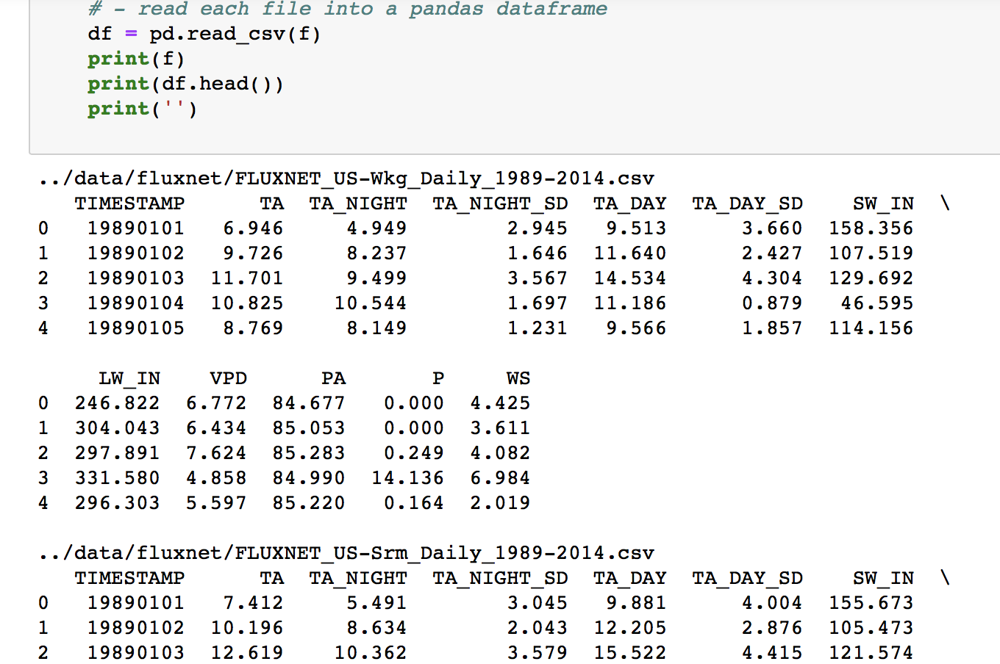 # - read each file into a pandas dataframe
df = pd.read_csv(f)
print(f)
print(df.head())
print('')
../data/fluxnet/FLUXNET_US-Wkg_Daily_1989-2014.csv
   TIMESTAMP      TA  TA_NIGHT  TA_NIGHT_SD  TA_DAY  TA_DAY_SD    SW_IN  \
0   19890101   6.946     4.949        2.945   9.513      3.660  158.356
1   19890102   9.726     8.237        1.646  11.640      2.427  107.519
2   19890103  11.701     9.499        3.567  14.534      4.304  129.692
3   19890104  10.825    10.544        1.697  11.186      0.879   46.595
4   19890105   8.769     8.149        1.231   9.566      1.857  114.156
     LW_IN    VPD      PA       P     WS
0  246.822  6.772  84.677   0.000  4.425
1  304.043  6.434  85.053   0.000  3.611
2  297.891  7.624  85.283   0.249  4.082
3  331.580  4.858  84.990  14.136  6.984
4  296.303  5.597  85.220   0.164  2.019
../data/fluxnet/FLUXNET_US-Srm_Daily_1989-2014.csv
   TIMESTAMP      TA  TA_NIGHT  TA_NIGHT_SD  TA_DAY  TA_DAY_SD    SW_IN  \
0   19890101   7.412     5.491        3.045   9.881      4.004  155.673
1   19890102  10.196     8.634        2.043  12.205      2.876  105.473
2   19890103  12.619    10.362        3.579  15.522      4.415  121.574